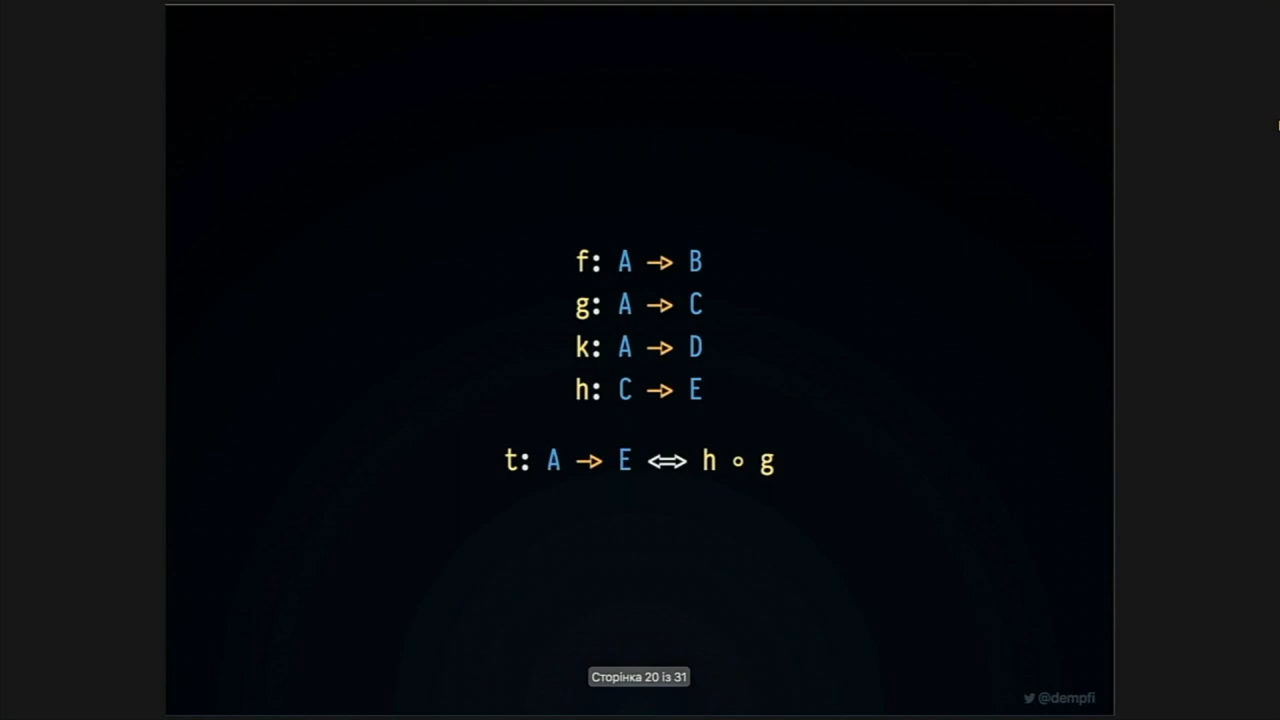 f: A -> B
g: A -> C
k: A -> D
h: C -> E
t: A -> E <=> h ∘ g
Сторінка 20 із 31
@dempfi